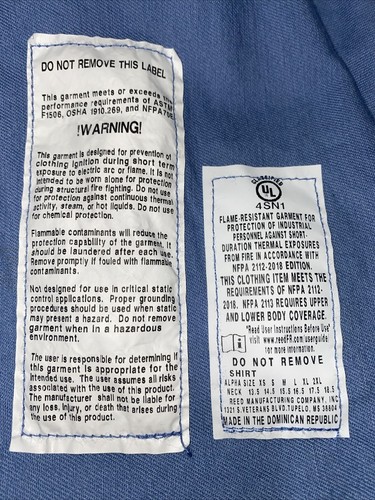 DO NOT REMOVE THIS LABEL
This garment meets or exceeds the
performance requirements of ASTM
F1506, OSHA 1910.269, and NFPA70E
!WARNING!
This garment is designed for prevention of
clothing ignition during short term
exposure to electric arc or flame. It is not
intended to be worn alone for protection
during structural fire fighting. Do not use
for protection against continuous thermal
activity, steam, or hot liquids. Do not use
for chemical protection.
Flammable contaminants will reduce the
protection capability of the garment. It
should be laundered after each use.
Remove promptly if fouled with flammable
contaminants.
Not designed for use in critical static
control applications. Proper grounding
procedures should be used when static
may present a hazard. Do not remove
garment when in a hazardous
environment.
The user is responsible for determining if
this garment is appropriate for the
intended use. The user assumes all risks
associated with the use of this product.
The manufacturer shall not be liable for
any loss, injury, or death that arises during
the use of this product.
CLASSIFIED
UL
4SN1
FLAME-RESISTANT GARMENT FOR
PROTECTION OF INDUSTRIAL
PERSONNEL AGAINST SHORT-
DURATION THERMAL EXPOSURES
FROM FIRE IN ACCORDANCE WITH
NFPA 2112-2018 EDITION.
THIS CLOTHING ITEM MEETS THE
REQUIREMENTS OF NFPA 2112-
2018. NFPA 2113 REQUIRES UPPER
AND LOWER BODY COVERAGE.
"Read User Instructions Before Use"
www.reedFR.com/userguide
for more information.
DO NOT REMOVE
SHIRT
ALPHA SIZE XS S M L XL 2XL
NECK 13.5 14.5 15.5 16.5 17.5 18.5
REED MANUFACTURING COMPANY, INC
1321 S.VETERANS BLVD.TUPELO, MS 38804
MADE IN THE DOMINICAN REPUBLIC